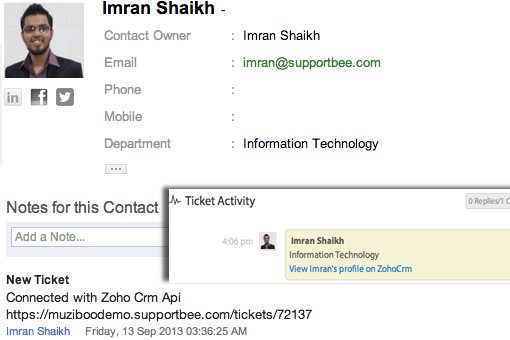 Imran Shaikh -
Contact Owner : Imran Shaikh
Email : imran@supportbee.com
Phone :
Mobile :
Department : Information Technology
Notes for this Contact
Add a Note...
Ticket Activity
0 Replies/1 C
4:06 pm
Imran Shaikh
Information Technology
View Imran's profile on ZohoCrm
New Ticket
Connected with Zoho Crm Api
https://muziboodemo.supportbee.com/tickets/72137
Imran Shaikh Friday, 13 Sep 2013 03:36:25 AM